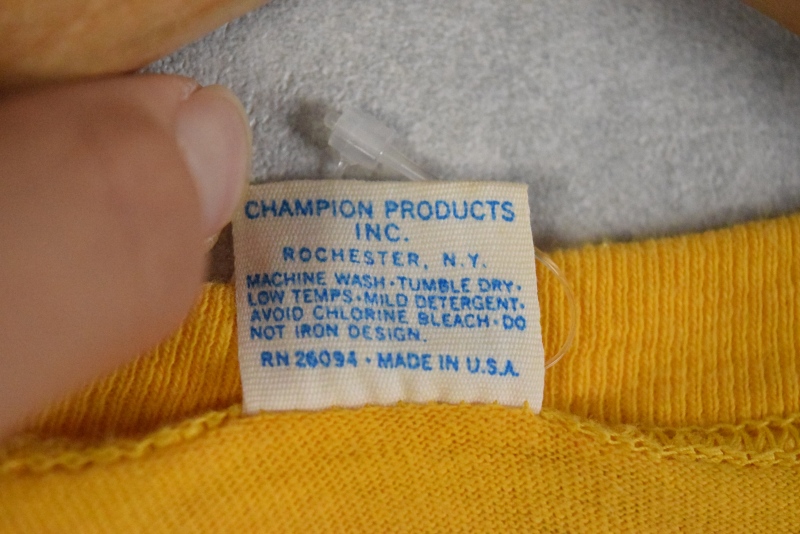 CHAMPION PRODUCTS
INC.
ROCHESTER, N.Y.
MACHINE WASH·TUMBLE DRY·
LOW TEMPS·MILD DETERGENT·
AVOID CHLORINE BLEACH·DO
NOT IRON DESIGN.
RN 26094 · MADE IN U.S.A.